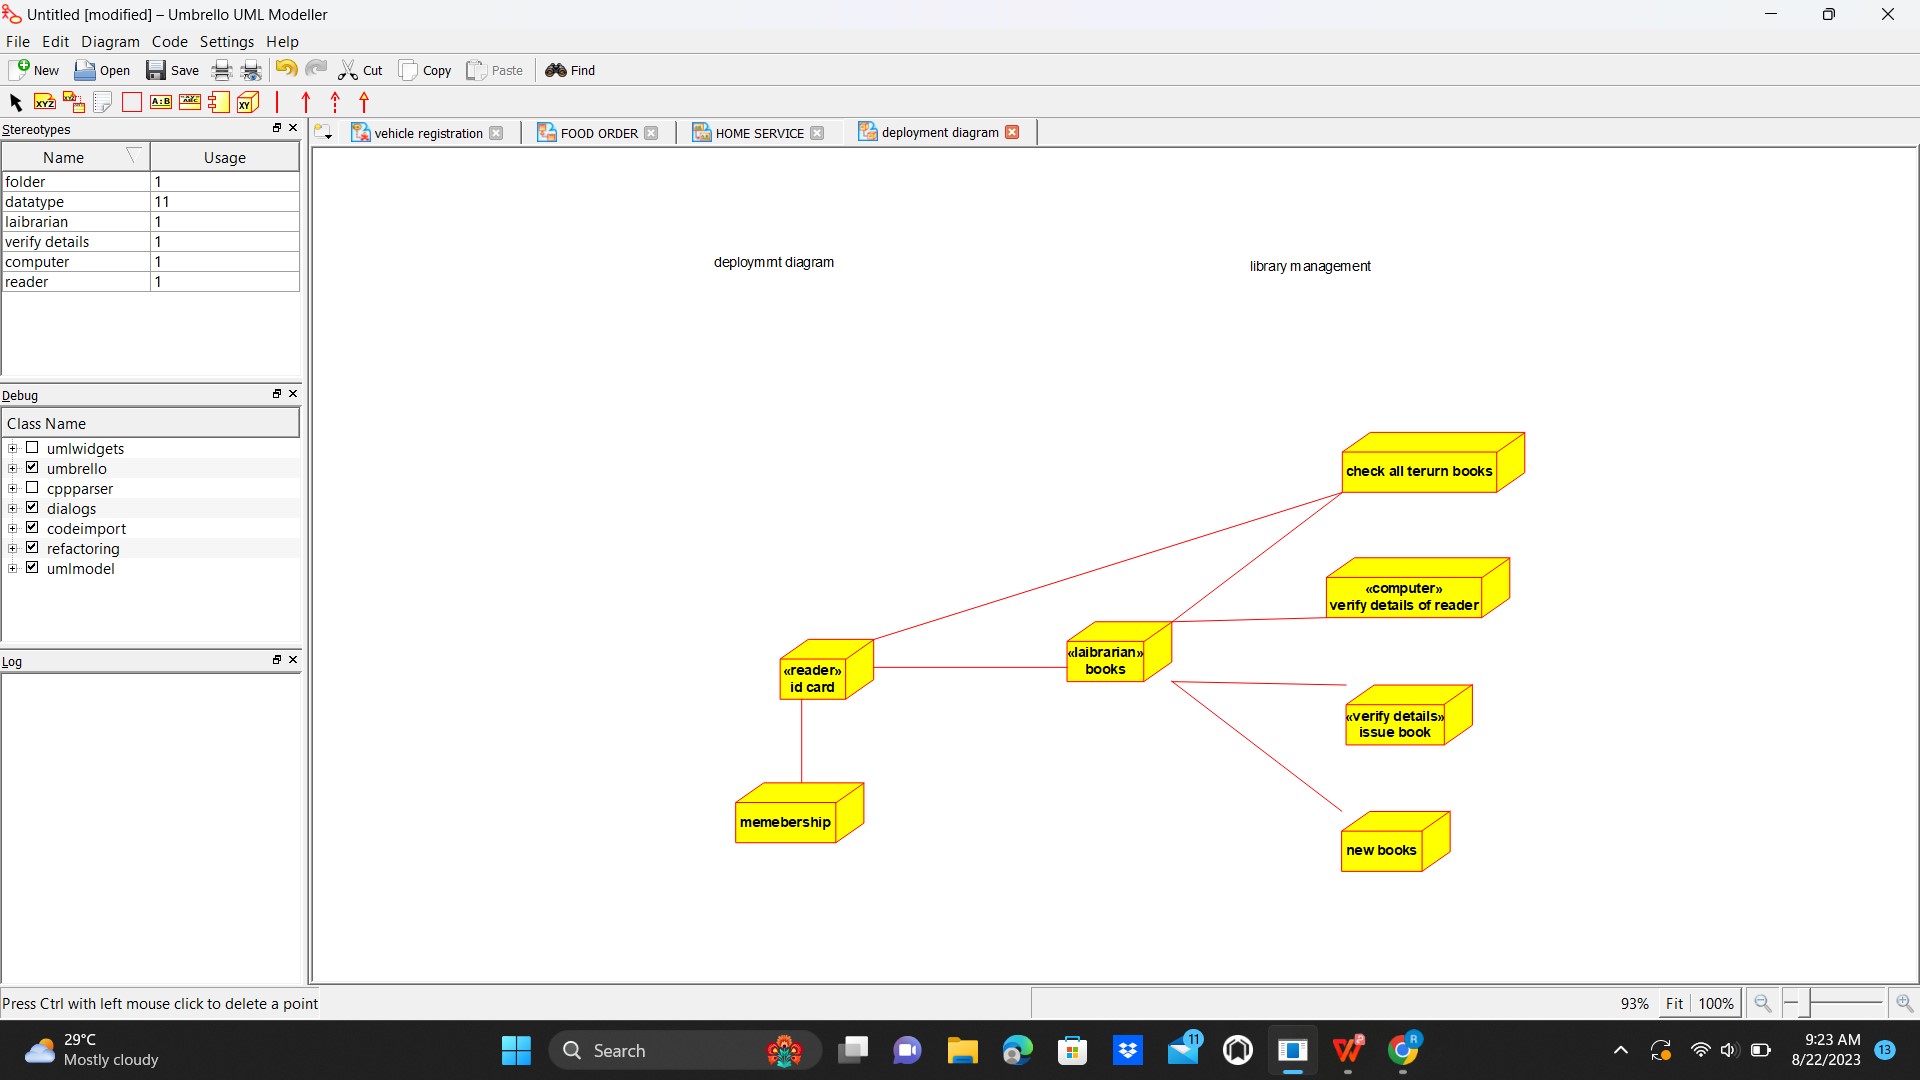 Untitled [modified] – Umbrello UML Modeller
File Edit Diagram Code Settings Help
New Open Save Cut Copy Paste Find
XYZ A:B ABC XY
Stereotypes
vehicle registration FOOD ORDER HOME SERVICE deployment diagram
Name Usage
folder 1
datatype 11
laibrarian 1
verify details 1
computer 1
reader 1
deploymmt diagram
library management
Debug
Class Name
umlwidgets
umbrello
cppparser
dialogs
codeimport
refactoring
umlmodel
Log
check all terurn books
«computer»
verify details of reader
«laibrarian»
books
«reader»
id card
«verify details»
issue book
memebership
new books
Press Ctrl with left mouse click to delete a point
93% Fit 100%
29°C
Mostly cloudy
Search
11
R
9:23 AM
8/22/2023
13